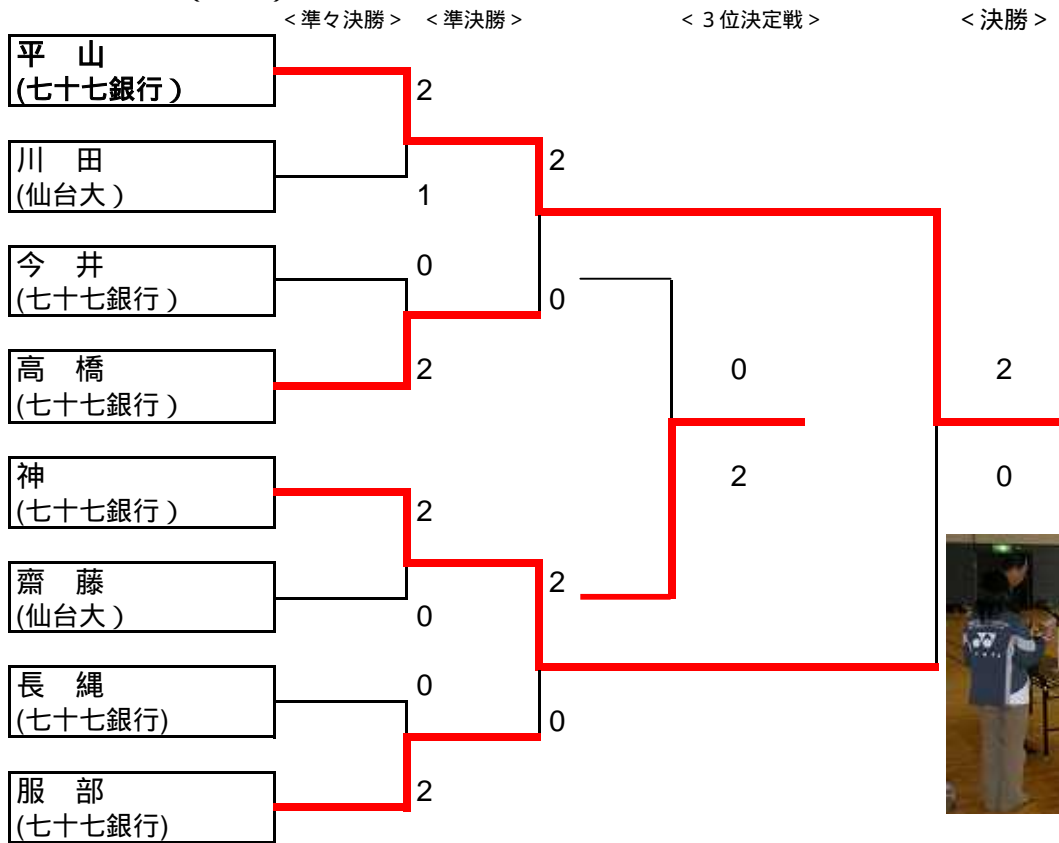 <準々決勝> <準決勝> <３位決定戦> <決勝>
平 山
(七十七銀行)
2
川 田
(仙台大)
1
2
今 井
(七十七銀行)
0
0
高 橋
(七十七銀行)
2
0
2
神
(七十七銀行)
2
2
0
齋 藤
(仙台大)
0
2
長 縄
(七十七銀行)
0
0
服 部
(七十七銀行)
2